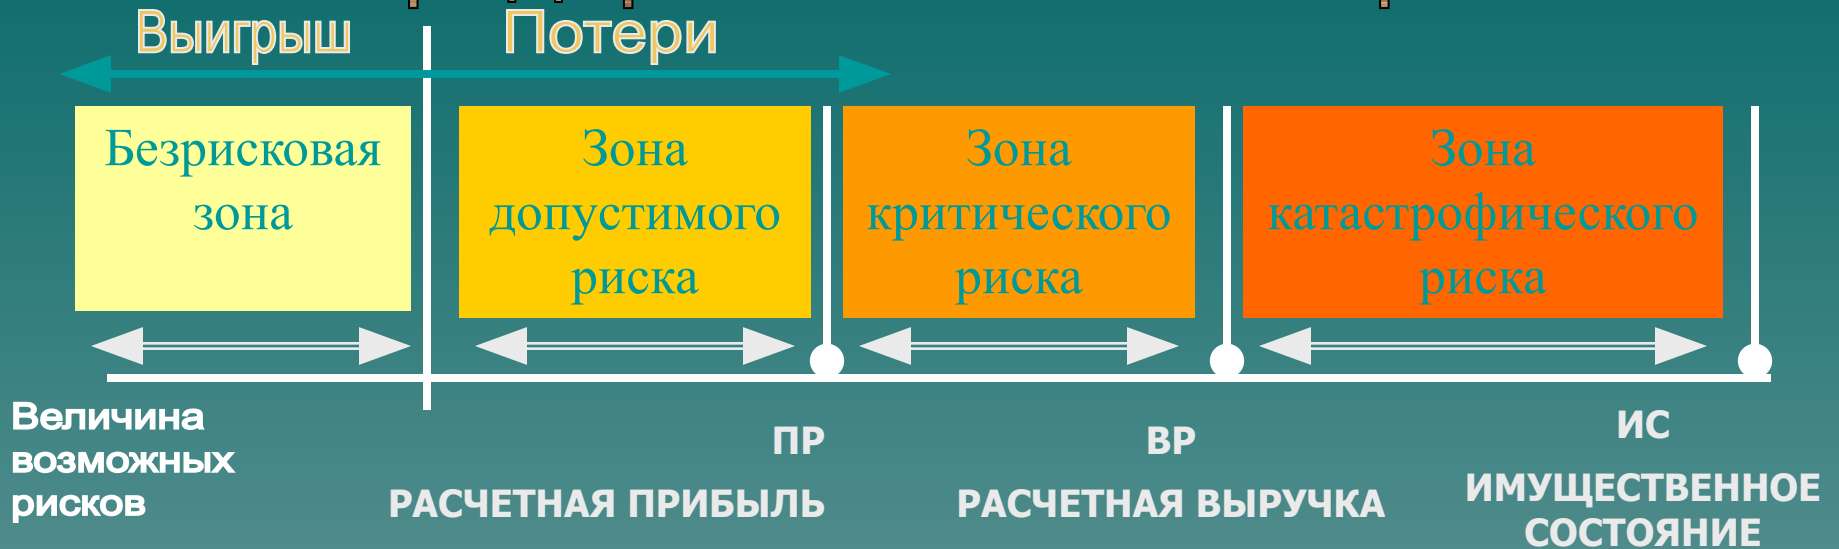 Выигрыш
Потери
Безрисковая
зона
Зона
допустимого
риска
Зона
критического
риска
Зона
катастрофического
риска
Величина
возможных
рисков
ПР
РАСЧЕТНАЯ ПРИБЫЛЬ
ВР
РАСЧЕТНАЯ ВЫРУЧКА
ИС
ИМУЩЕСТВЕННОЕ
СОСТОЯНИЕ